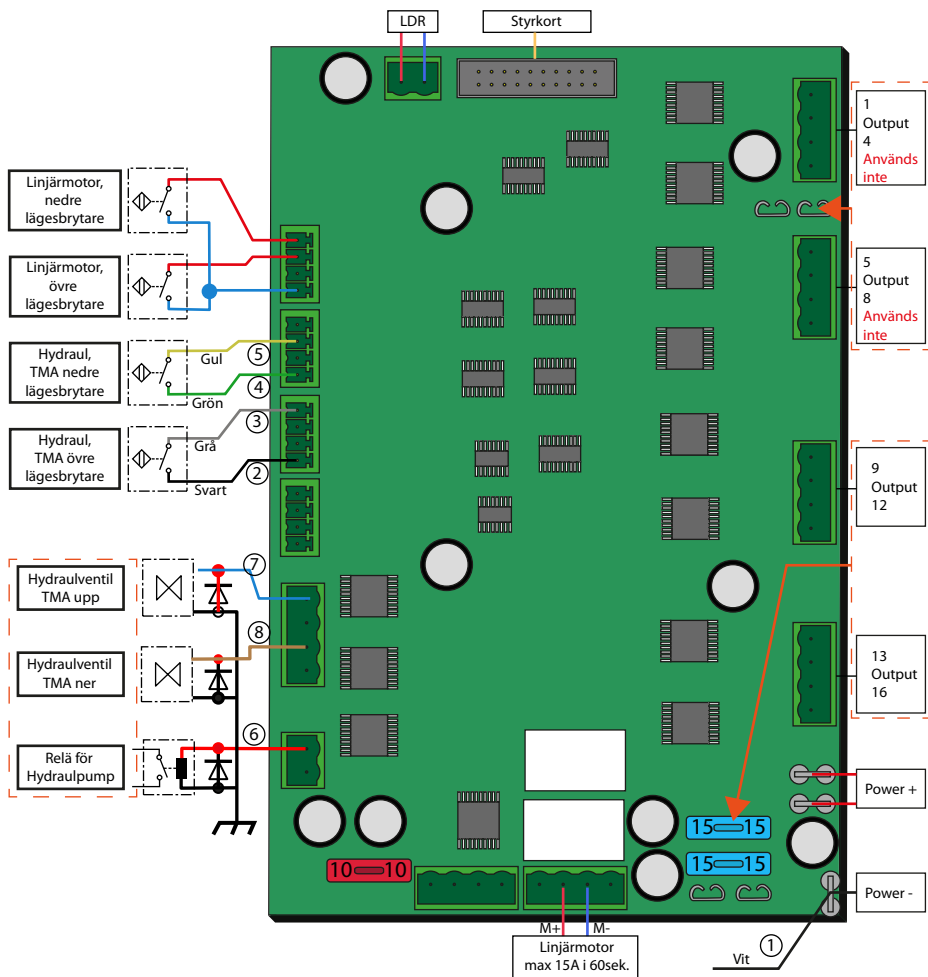 LDR
Styrkort
1
Output
4
Används
inte
Linjärmotor,
nedre
lägesbrytare
Linjärmotor,
övre
lägesbrytare
5
Output
8
Används
inte
Hydraul,
TMA nedre
lägesbrytare
Gul
5
4
Grön
Hydraul,
TMA övre
lägesbrytare
3
Grå
2
Svart
9
Output
12
Hydraulventil
TMA upp
7
Hydraulventil
TMA ner
8
13
Output
16
Relä för
Hydraulpump
6
Power +
15 15
10 10
15 15
Power -
M+ M-
Linjärmotor
max 15A i 60sek.
1
Vit